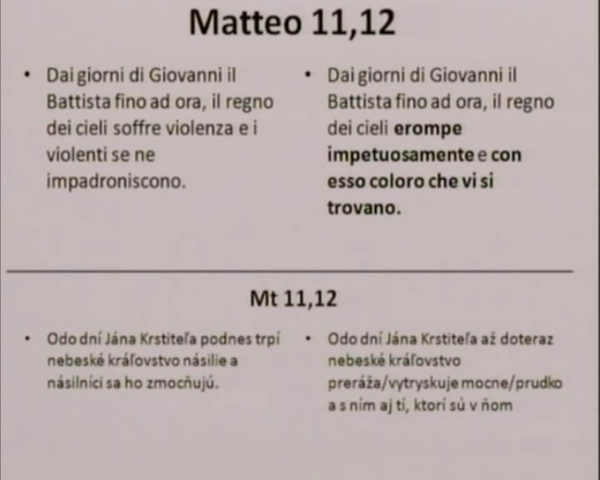 Matteo 11,12
• Dai giorni di Giovanni il
Battista fino ad ora, il regno
dei cieli soffre violenza e i
violenti se ne
impadroniscono.
• Dai giorni di Giovanni il
Battista fino ad ora, il regno
dei cieli erompe
impetuosamente e con
esso coloro che vi si
trovano.
Mt 11,12
• Odo dní Jána Krstiteľa podnes trpí
nebeské kráľovstvo násilie a
násilníci sa ho zmocňujú.
• Odo dní Jána Krstiteľa až doteraz
nebeské kráľovstvo
preráža/vytryskuje mocne/prudko
a s ním aj tí, ktorí sú v ňom